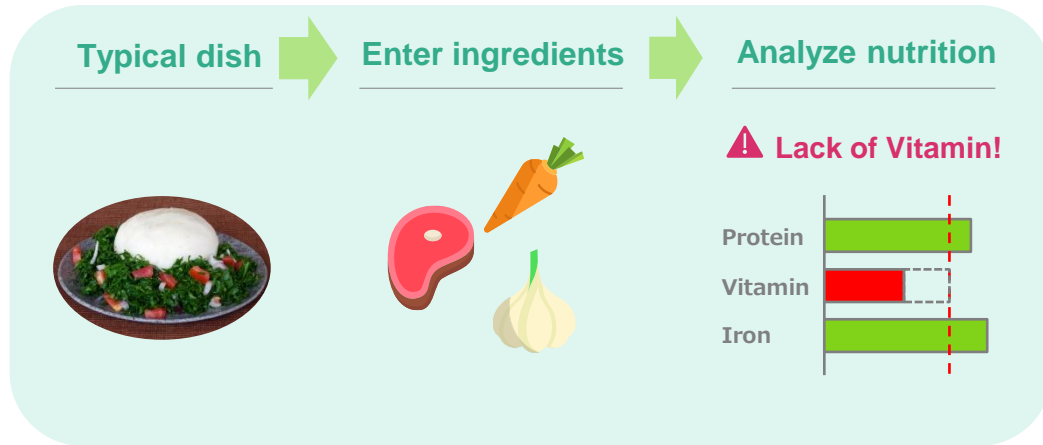 Typical dish
Enter ingredients
Analyze nutrition
Lack of Vitamin!
Protein
Vitamin
Iron